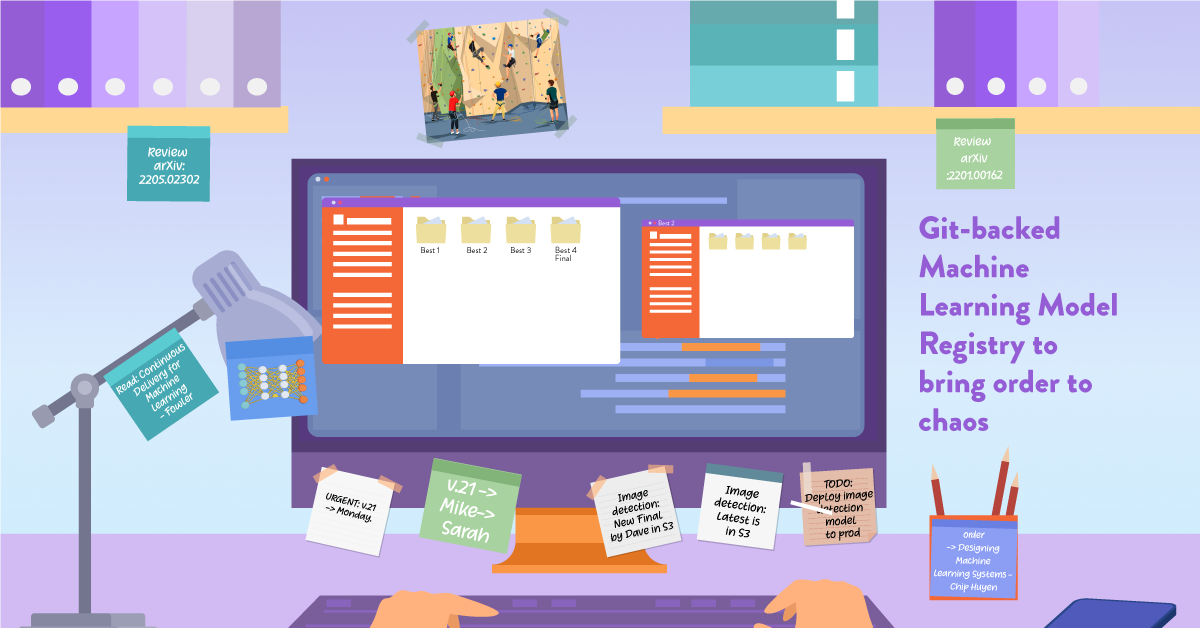 Review
arXiv:
2205.02302
Review
arXiv
:2201.00162
Git-backed
Machine
Learning Model
Registry to
bring order to
chaos
Best 1
Best 2
Best 3
Best 4
Final
Best 2
Read: Continuous
Delivery for
Machine
Learning
- Fowler
URGENT: v.21
-> Monday.
v.21 ->
Mike->
Sarah
Image
detection:
New Final
by Dave in S3
Image
detection:
Latest is
in S3
TODO:
Deploy image
detection
model
to prod
order
-> Designing
Machine
Learning Systems -
Chip Huyen